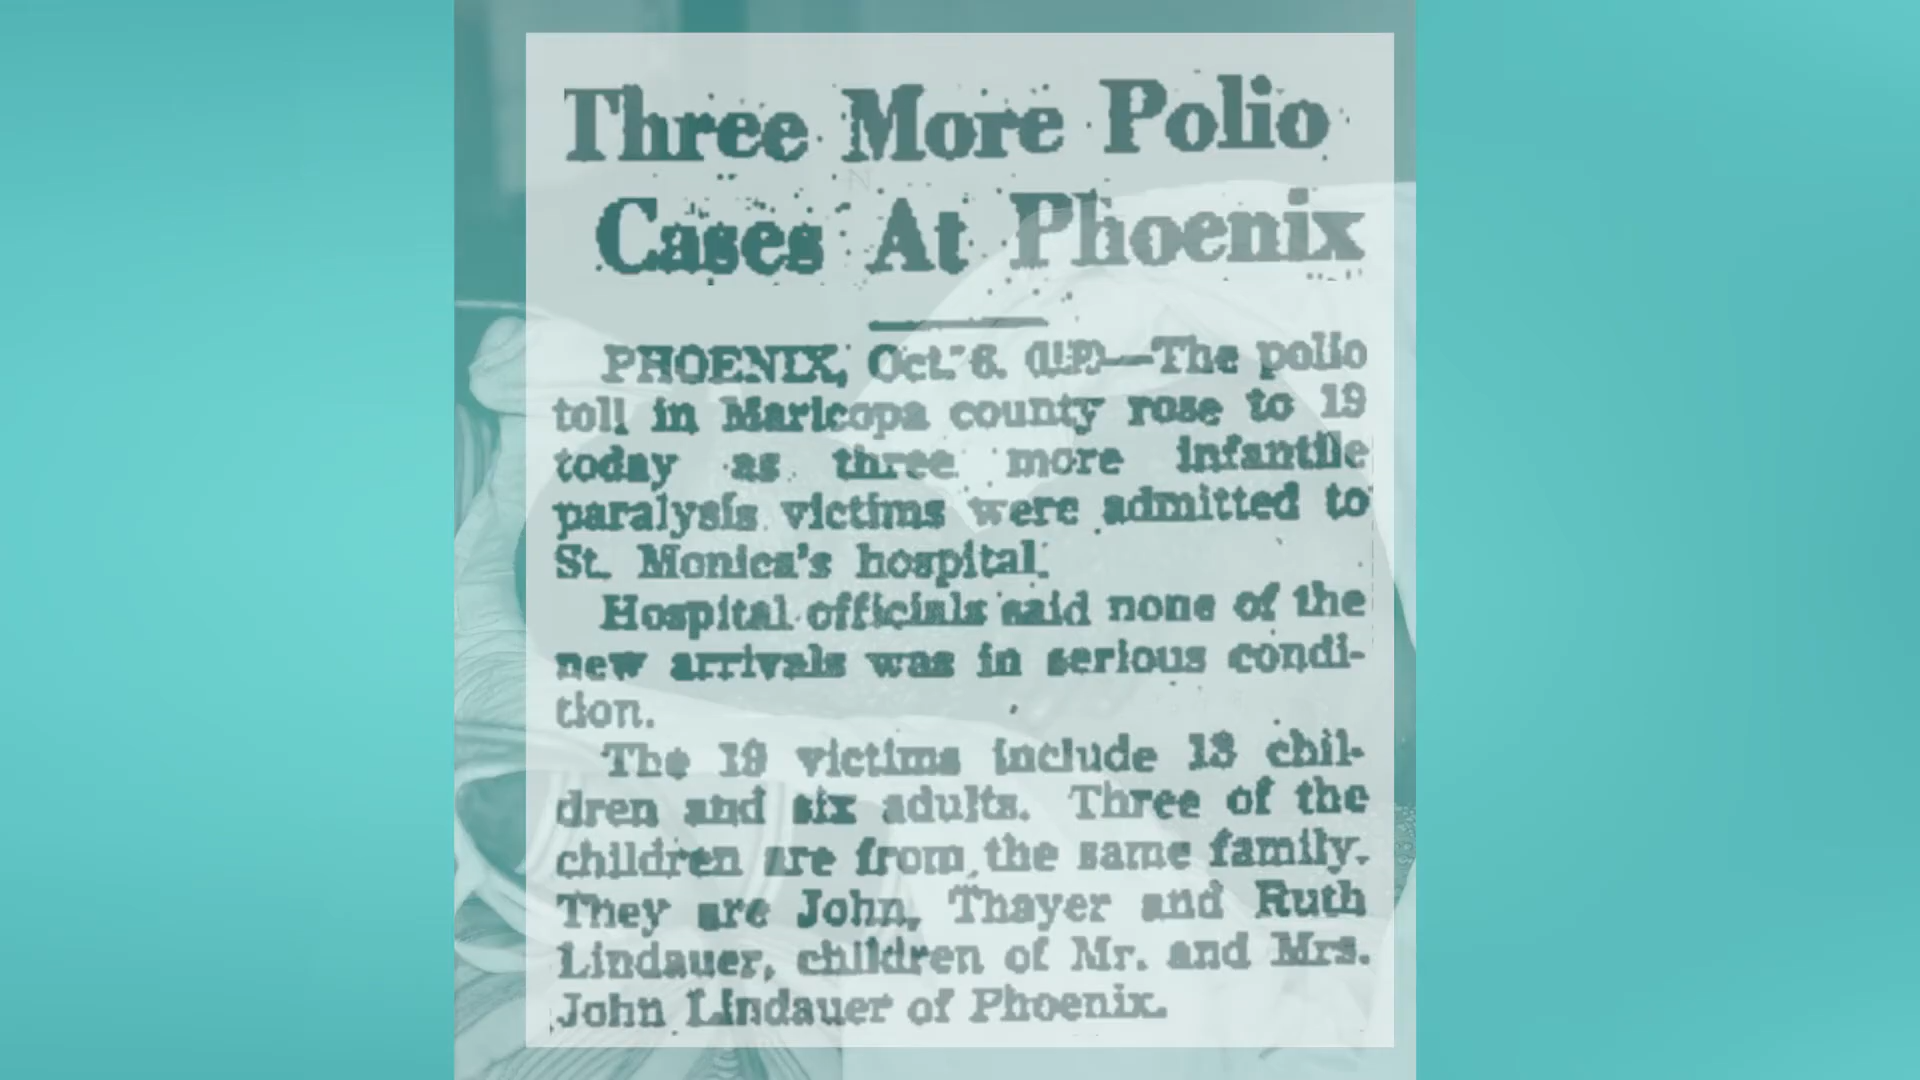 Three More Polio
Cases At Phoenix
PHOENIX, Oct. 6. (U.P.)—The polio
toll in Maricopa county rose to 19
today as three more infantile
paralysis victims were admitted to
St. Monica's hospital.
Hospital officials said none of the
new arrivals was in serious condi-
tion.
The 19 victims include 13 chil-
dren and six adults. Three of the
children are from the same family.
They are John, Thayer and Ruth
Lindauer, children of Mr. and Mrs.
John Lindauer of Phoenix.